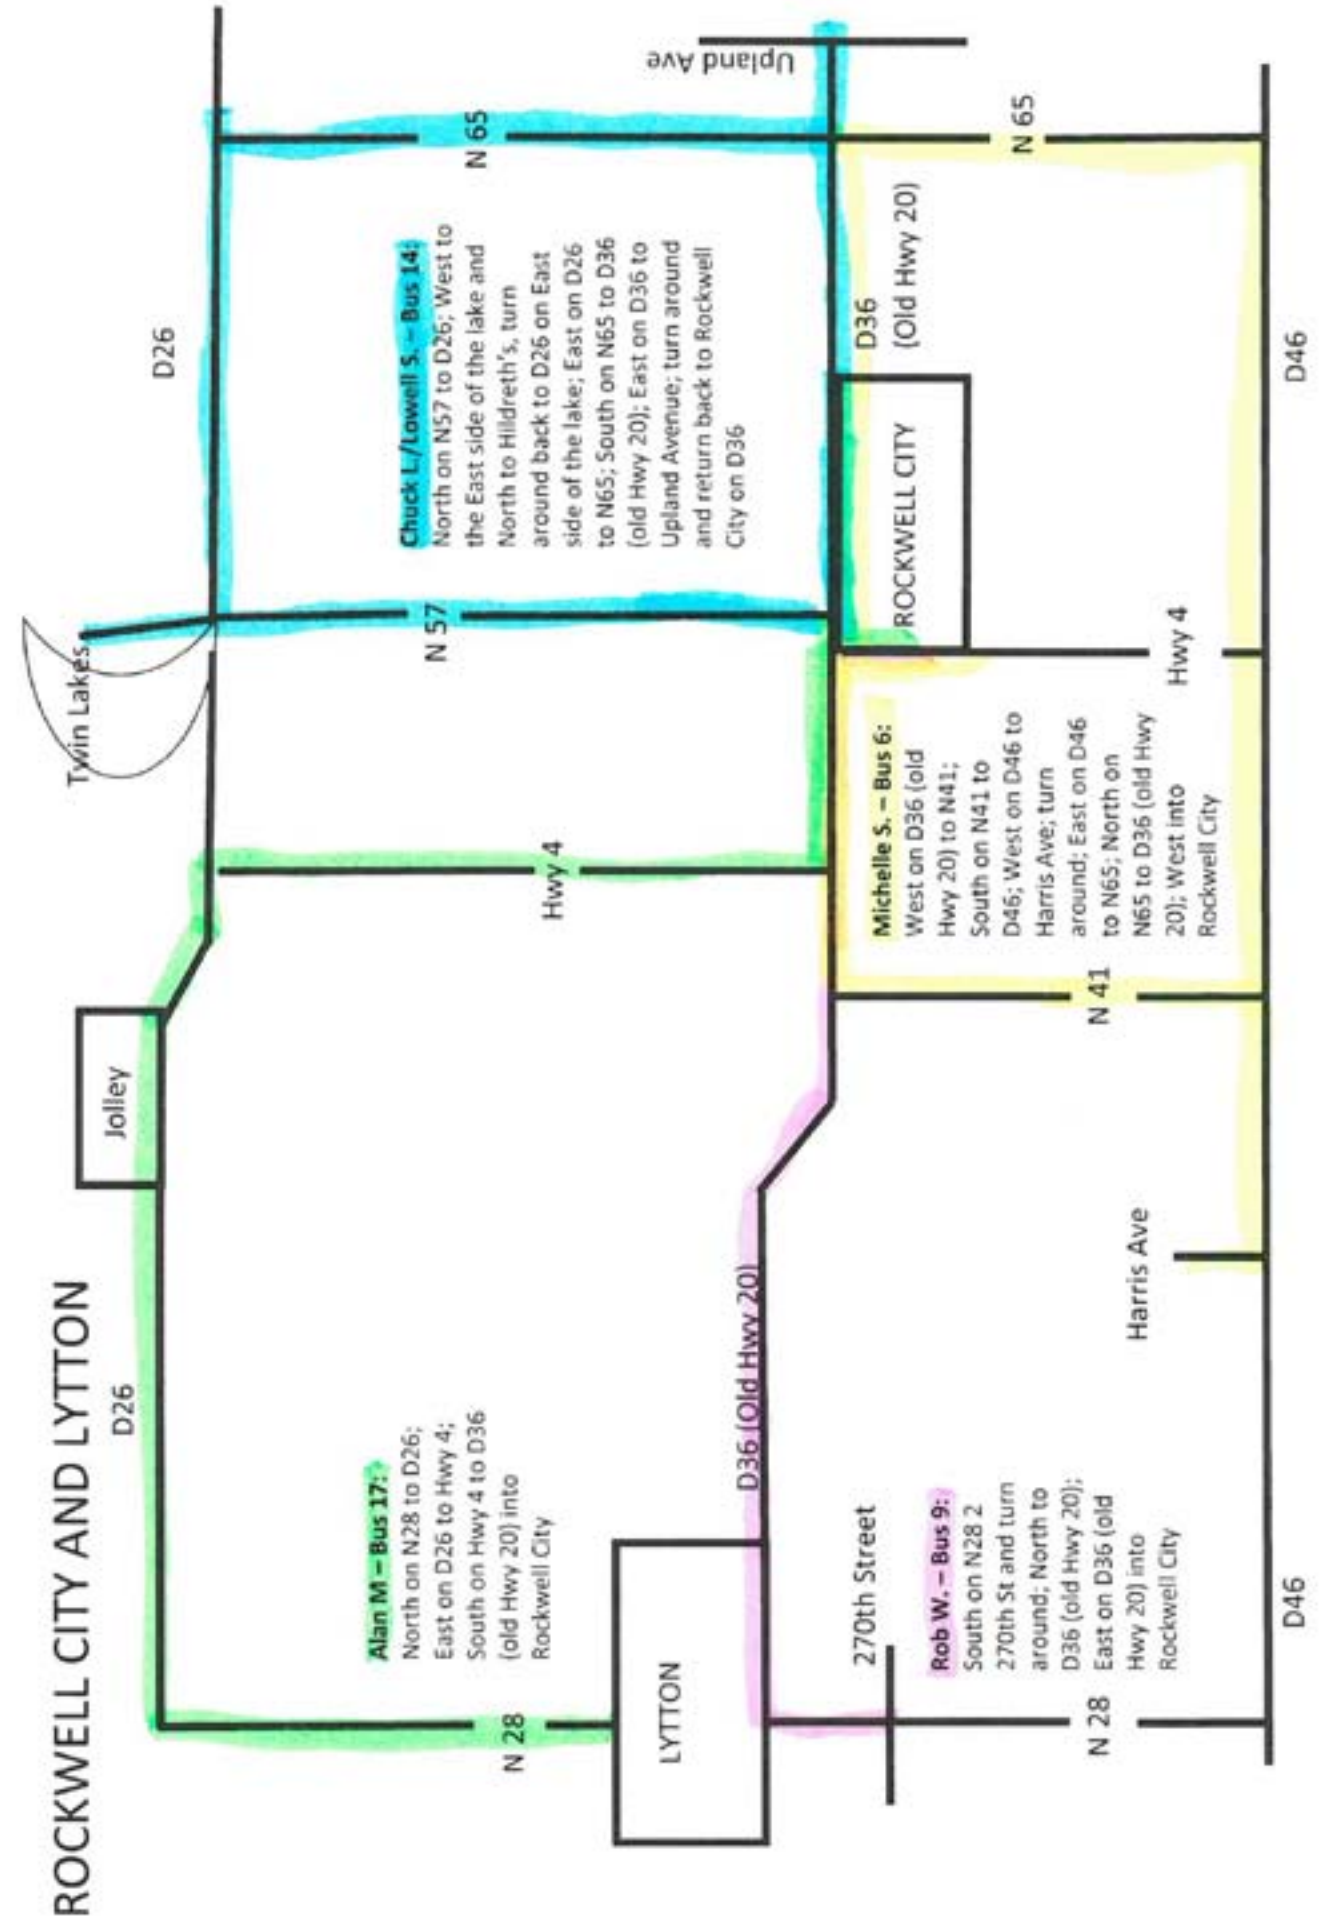 ROCKWELL CITY AND LYTTON
D26
Jolley
Twin Lakes
D26
Alan M – Bus 17:
North on N28 to D26;
East on D26 to Hwy 4;
South on Hwy 4 to D36
(old Hwy 20) into
Rockwell City
N 28
Hwy 4
N 57
Chuck L./Lowell S. – Bus 14:
North on N57 to D26; West to
the East side of the lake and
North to Hildreth's, turn
around back to D26 on East
side of the lake; East on D26
to N65; South on N65 to D36
(old Hwy 20); East on D36 to
Upland Avenue; turn around
and return back to Rockwell
City on D36
N 65
Upland Ave
LYTTON
D36 (Old Hwy 20)
D36
(Old Hwy 20)
ROCKWELL CITY
270th Street
Rob W. – Bus 9:
South on N28 2
270th St and turn
around; North to
D36 (old Hwy 20);
East on D36 (old
Hwy 20) into
Rockwell City
N 28
Harris Ave
Michelle S. – Bus 6:
West on D36 (old
Hwy 20) to N41;
South on N41 to
D46; West on D46 to
Harris Ave; turn
around; East on D46
to N65; North on
N65 to D36 (old Hwy
20); West into
Rockwell City
N 41
Hwy 4
N 65
D46
D46